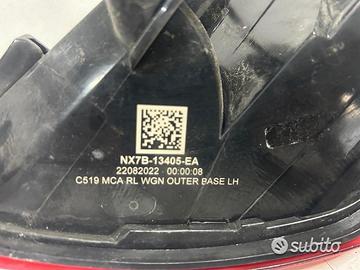 NX7B-13405-EA
22082022 00:00:08
C519 MCA RL WGN OUTER BASE LH
subito